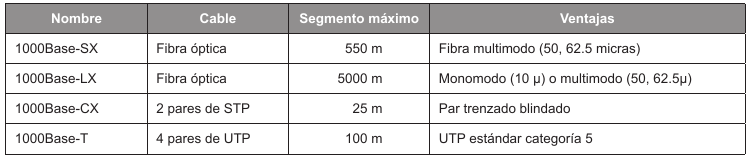 Nombre Cable Segmento máximo Ventajas
1000Base-SX Fibra óptica 550 m Fibra multimodo (50, 62.5 micras)
1000Base-LX Fibra óptica 5000 m Monomodo (10 μ) o multimodo (50, 62.5μ)
1000Base-CX 2 pares de STP 25 m Par trenzado blindado
1000Base-T 4 pares de UTP 100 m UTP estándar categoría 5